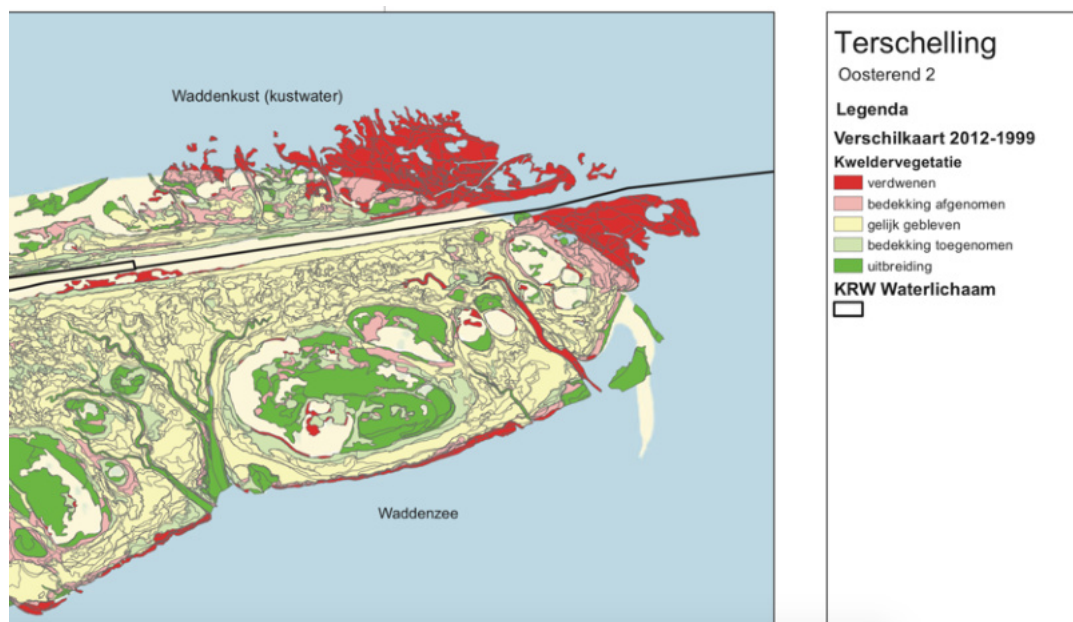 Waddenkust (kustwater)
Waddenzee
Terschelling
Oosterend 2
Legenda
Verschilkaart 2012-1999
Kweldervegetatie
verdwenen
bedekking afgenomen
gelijk gebleven
bedekking toegenomen
uitbreiding
KRW Waterlichaam